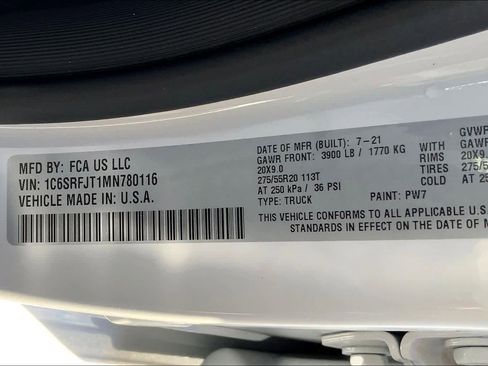 MFD BY: FCA US LLC
VIN: 1C6SRFJT1MN780116
VEHICLE MADE IN: U.S.A.
DATE OF MFR (BUILT): 7-21
GAWR FRONT: 3900 LB / 1770 KG
20X9.0
275/55R20 113T
AT 250 kPa / 36 PSI
TYPE: TRUCK PAINT: PW7
THIS VEHICLE CONFORMS TO ALL APPLICABLE U.S.A.
STANDARDS IN EFFECT ON THE DATE OF
GVWR
GAWR
RIMS 20X9
TIRES 275/5
COLD AT 25